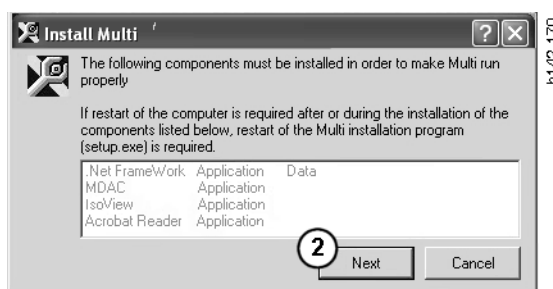 Install Multi
The following components must be installed in order to make Multi run
properly
If restart of the computer is required after or during the installation of the
components listed below, restart of the Multi installation program
(setup.exe) is required.
.Net FrameWork Application Data
MDAC Application
IsoView Application
Acrobat Reader Application
2
Next Cancel